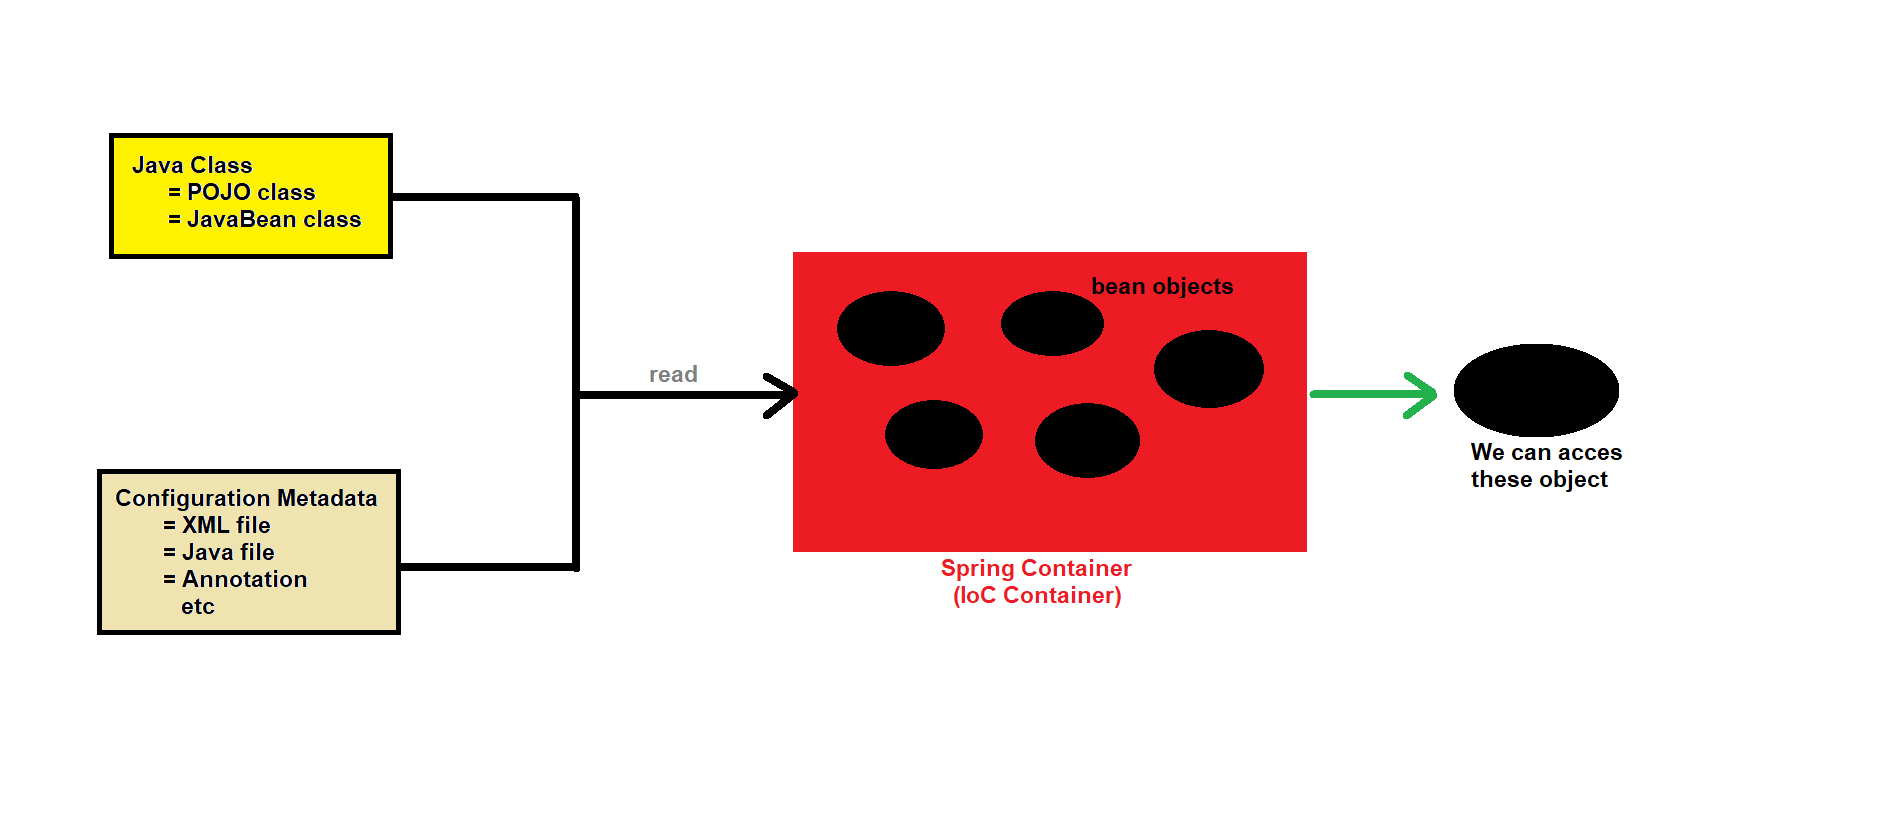 Java Class
= POJO class
= JavaBean class
Configuration Metadata
= XML file
= Java file
= Annotation
etc
read
bean objects
Spring Container
(IoC Container)
We can acces
these object